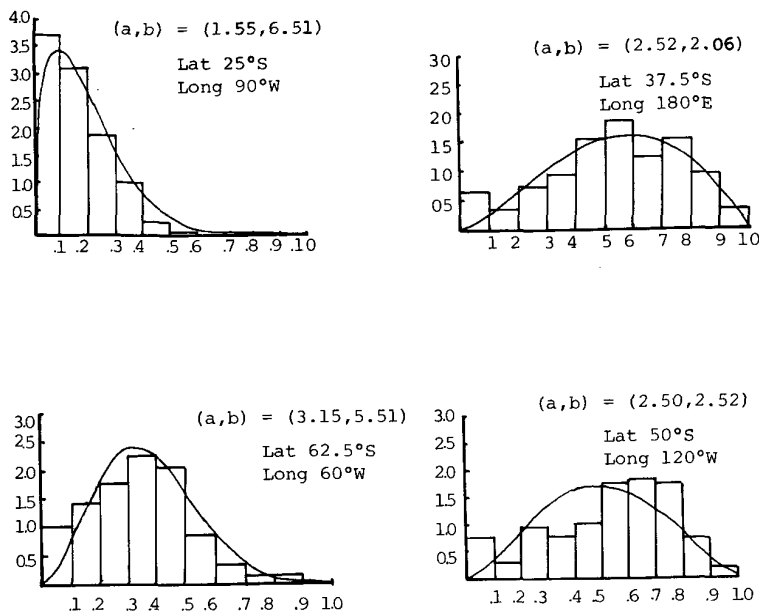 (a,b) = (1.55,6.51)
Lat 25°S
Long 90°W
4.0
3.5
3.0
2.5
2.0
1.5
1.0
0.5
.1 .2 .3 .4 .5 .6 .7 .8 .9 .10
(a,b) = (2.52,2.06)
Lat 37.5°S
Long 180°E
30
25
20
15
10
05
1 2 3 4 5 6 7 8 9 10
(a,b) = (3.15,5.51)
Lat 62.5°S
Long 60°W
3.0
2.5
2.0
1.5
1.0
0.5
.1 .2 .3 .4 .5 .6 .7 .8 .9 1.0
(a,b) = (2.50,2.52)
Lat 50°S
Long 120°W
3.0
2.5
2.0
1.5
1.0
0.5
.1 .2 .3 .4 .5 .6 .7 .8 .9 1.0